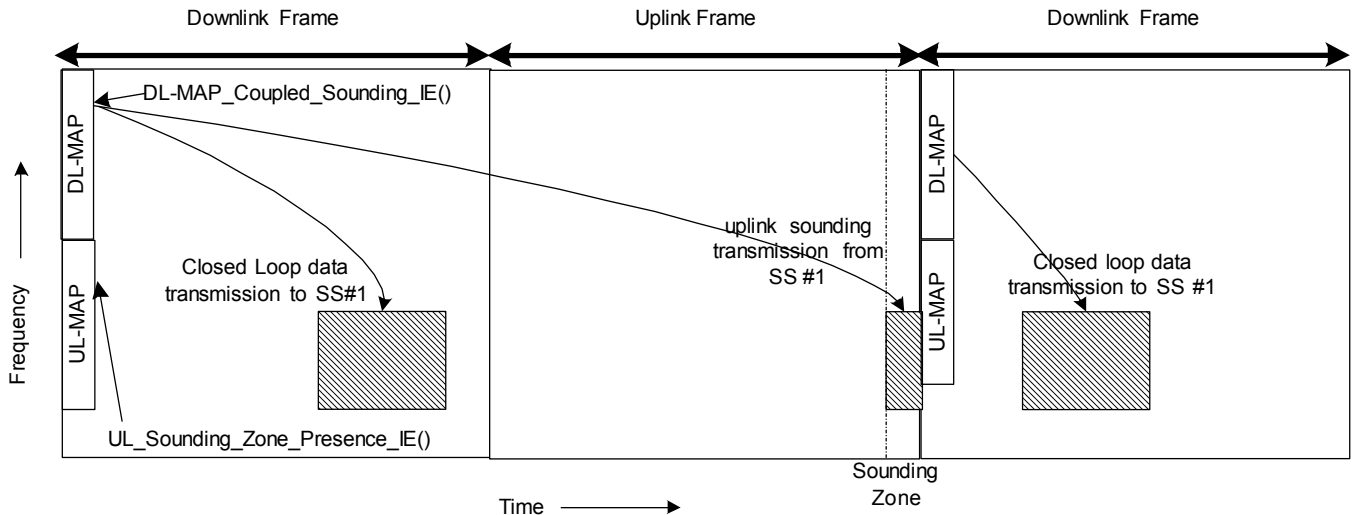 Downlink Frame
Uplink Frame
Downlink Frame
DL-MAP_Coupled_Sounding_IE()
DL-MAP
DL-MAP
uplink sounding
transmission from
SS #1
Closed Loop data
transmission to SS#1
Closed loop data
transmission to SS #1
UL-MAP
UL-MAP
Frequency
UL_Sounding_Zone_Presence_IE()
Sounding
Zone
Time